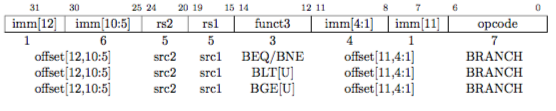 31 30 25 24 20 19 15 14 12 11 8 7 6 0
imm[12] imm[10:5] rs2 rs1 funct3 imm[4:1] imm[11] opcode
1 6 5 5 3 4 1 7
offset[12,10:5] src2 src1 BEQ/BNE offset[11,4:1] BRANCH
offset[12,10:5] src2 src1 BLT[U] offset[11,4:1] BRANCH
offset[12,10:5] src2 src1 BGE[U] offset[11,4:1] BRANCH